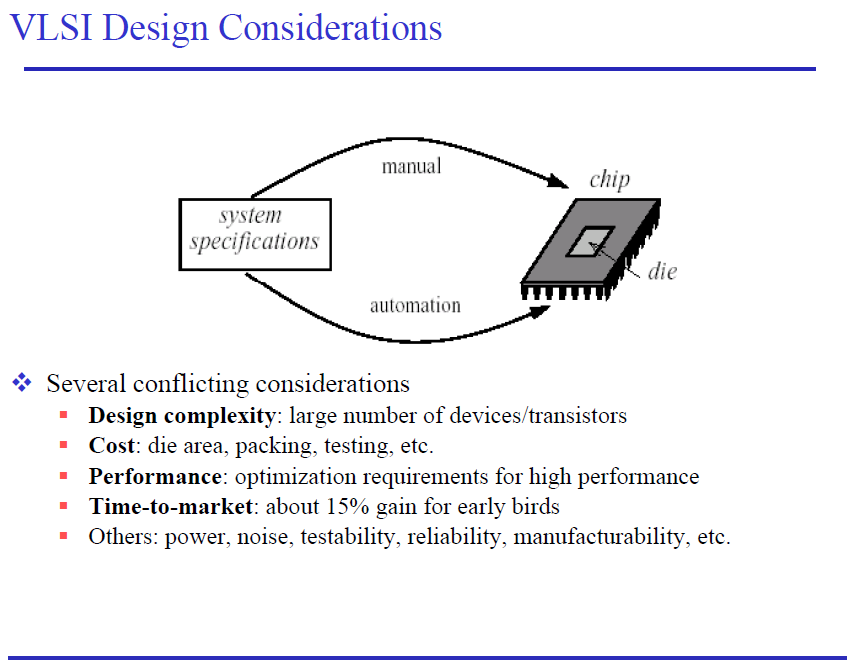 VLSI Design Considerations
manual
chip
system
specifications
die
automation
Several conflicting considerations
Design complexity: large number of devices/transistors
Cost: die area, packing, testing, etc.
Performance: optimization requirements for high performance
Time-to-market: about 15% gain for early birds
Others: power, noise, testability, reliability, manufacturability, etc.